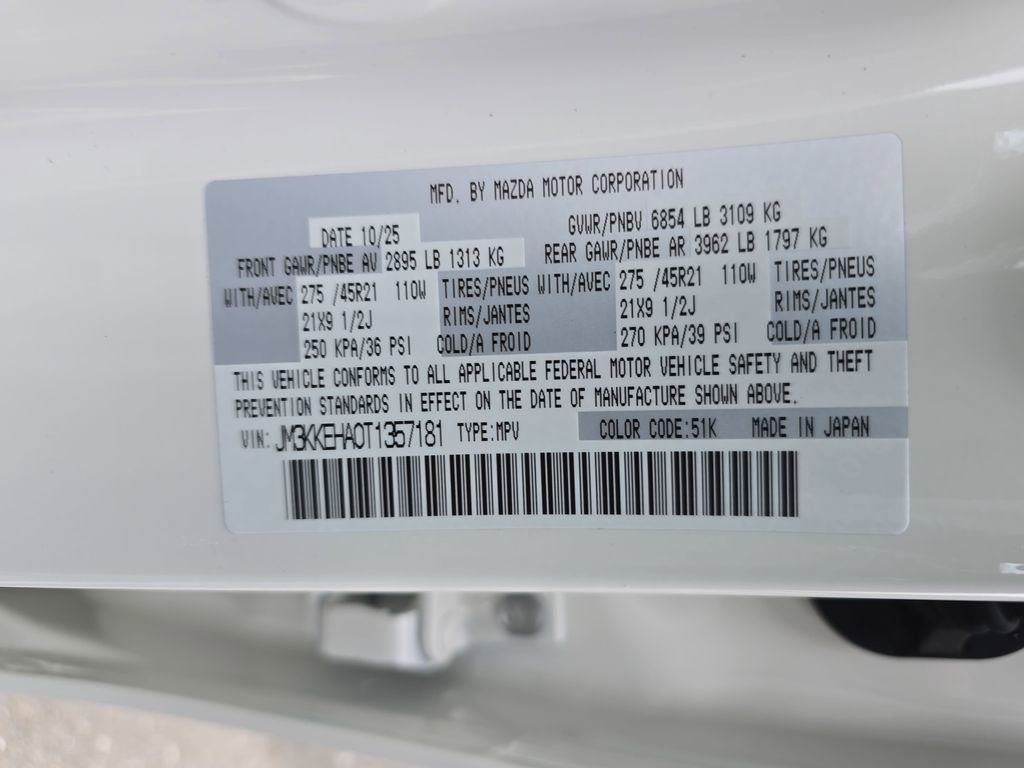 MFD. BY MAZDA MOTOR CORPORATION
DATE 10/25 GVWR/PNBV 6854 LB 3109 KG
FRONT GAWR/PNBE AV 2895 LB 1313 KG REAR GAWR/PNBE AR 3962 LB 1797 KG
WITH/AVEC 275 /45R21 110W TIRES/PNEUS WITH/AVEC 275 /45R21 110W TIRES/PNEUS
21X9 1/2J RIMS/JANTES 21X9 1/2J RIMS/JANTES
250 KPA/36 PSI COLD/A FROID 270 KPA/39 PSI COLD/A FROID
THIS VEHICLE CONFORMS TO ALL APPLICABLE FEDERAL MOTOR VEHICLE SAFETY AND THEFT
PREVENTION STANDARDS IN EFFECT ON THE DATE OF MANUFACTURE SHOWN ABOVE.
VIN: JM3KKEHA0T1357181 TYPE:MPV COLOR CODE:51K MADE IN JAPAN